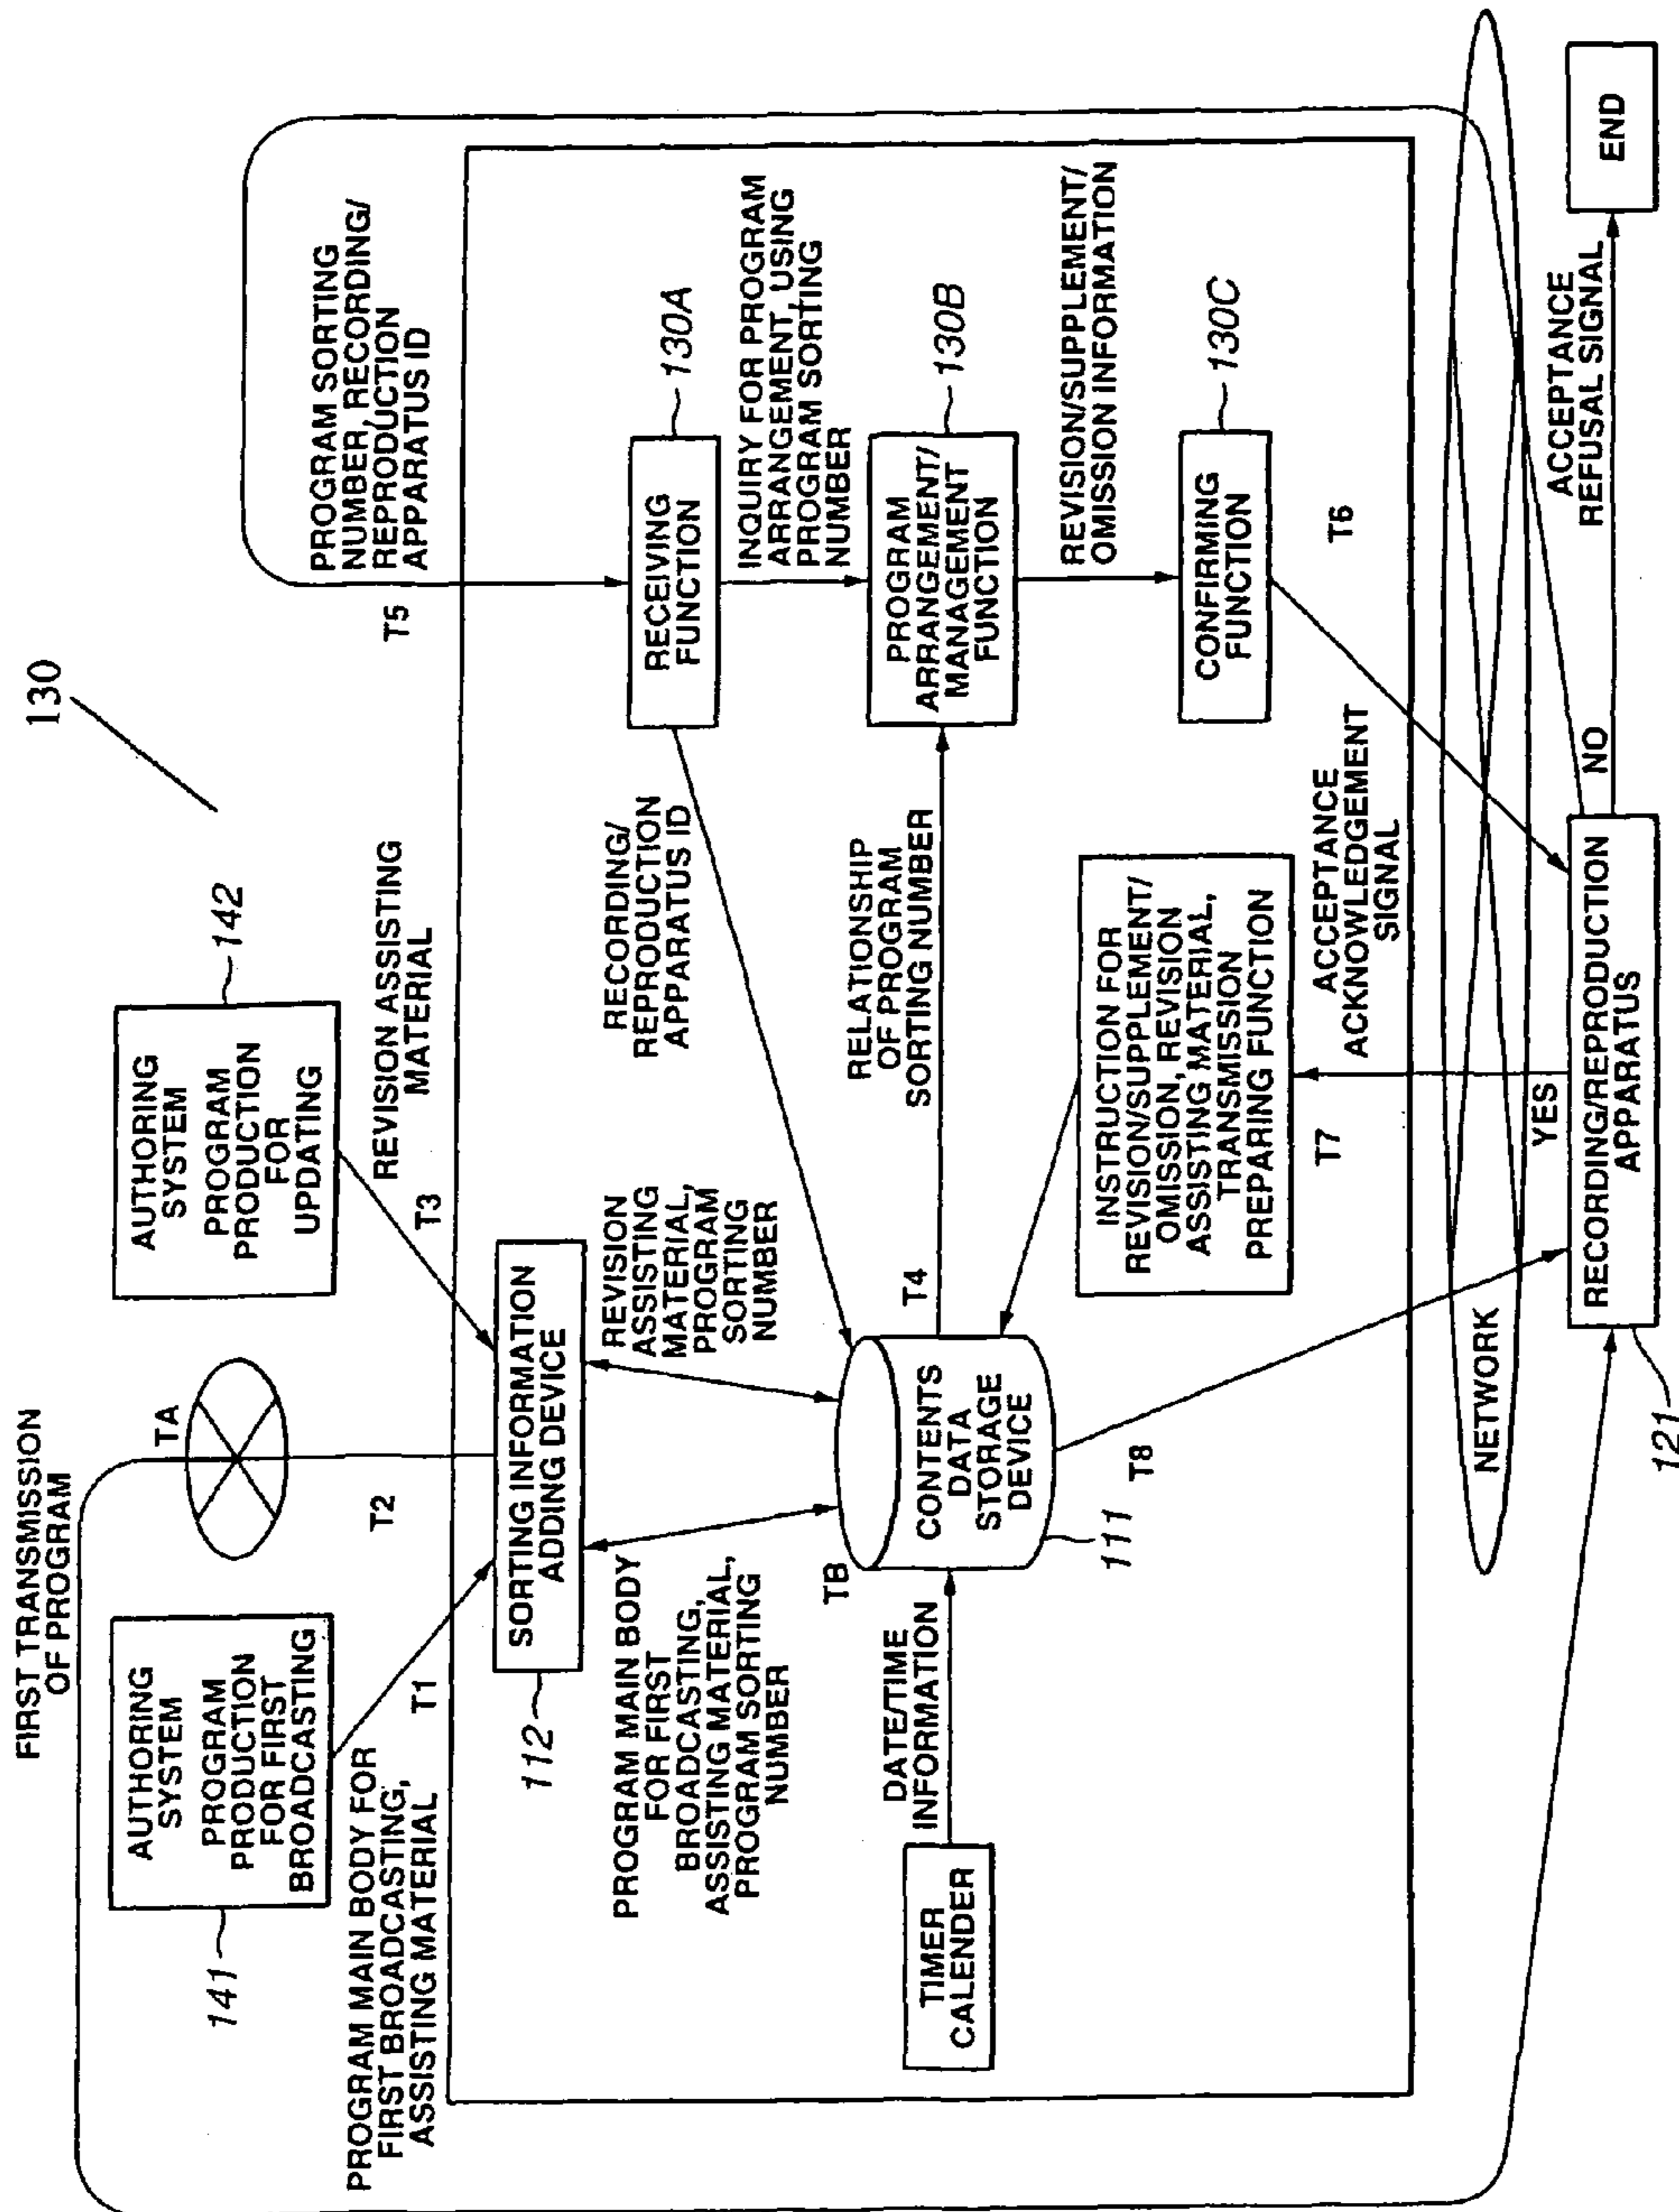 130
FIRST TRANSMISSION
OF PROGRAM
TA
141
AUTHORING
SYSTEM
PROGRAM
PRODUCTION
FOR FIRST
BROADCASTING
142
AUTHORING
SYSTEM
PROGRAM
PRODUCTION
FOR
UPDATING
PROGRAM MAIN BODY FOR
FIRST BROADCASTING,
ASSISTING MATERIAL
T1
T2
T3
REVISION ASSISTING
MATERIAL
T5
PROGRAM SORTING
NUMBER, RECORDING/
REPRODUCTION
APPARATUS ID
112
SORTING INFORMATION
ADDING DEVICE
PROGRAM MAIN BODY
FOR FIRST
BROADCASTING,
ASSISTING MATERIAL,
PROGRAM SORTING
NUMBER
REVISION
ASSISTING
MATERIAL,
PROGRAM
SORTING
NUMBER
RECORDING/
REPRODUCTION
APPARATUS ID
RECEIVING
FUNCTION
130A
INQUIRY FOR PROGRAM
ARRANGEMENT, USING
PROGRAM SORTING
NUMBER
TIMER
CALENDER
DATE/TIME
INFORMATION
TB
CONTENTS
DATA
STORAGE
DEVICE
111
T4
RELATIONSHIP
OF PROGRAM
SORTING NUMBER
PROGRAM
ARRANGEMENT/
MANAGEMENT
FUNCTION
130B
REVISION/SUPPLEMENT/
OMISSION INFORMATION
T8
INSTRUCTION FOR
REVISION/SUPPLEMENT/
OMISSION, REVISION
ASSISTING MATERIAL,
TRANSMISSION
PREPARING FUNCTION
CONFIRMING
FUNCTION
130C
T7
ACCEPTANCE
ACKNOWLEDGEMENT
SIGNAL
T6
NETWORK
YES
NO
121
RECORDING/REPRODUCTION
APPARATUS
ACCEPTANCE
REFUSAL SIGNAL
END